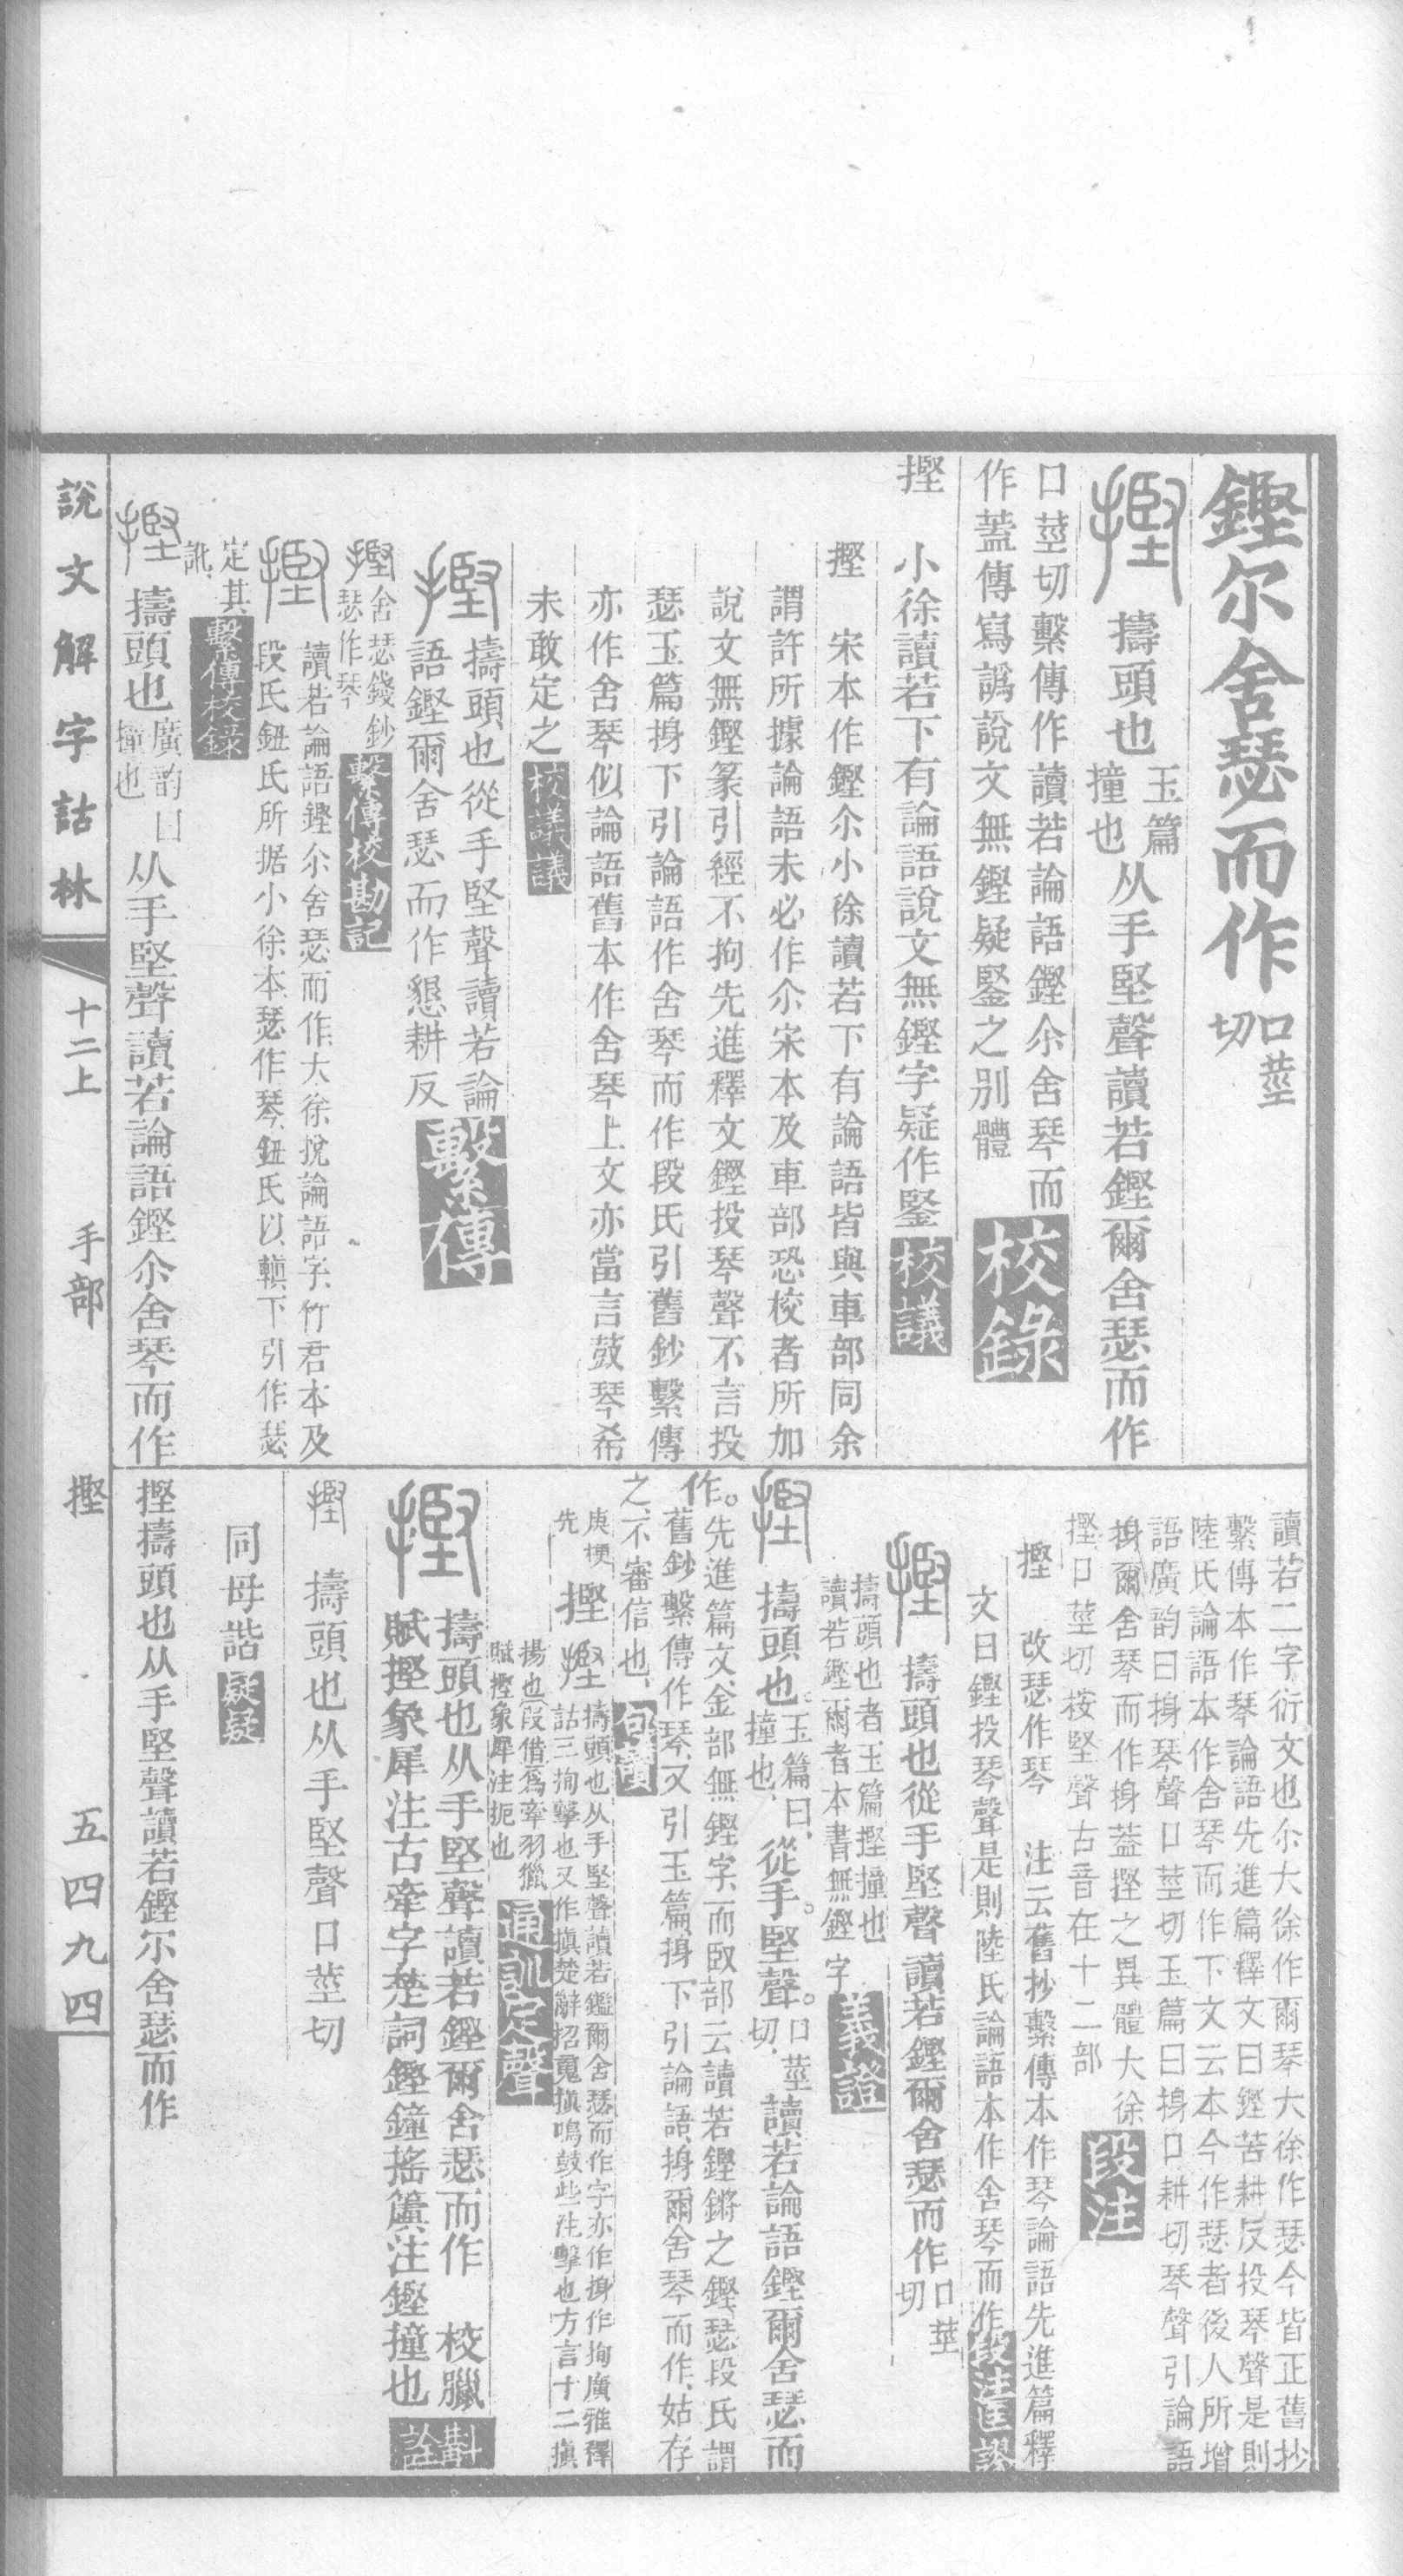 鏗尔舍瑟而作口莖切
摼 擣頭也玉篇撞也从手堅聲讀若鏗爾舍瑟而作
口莖切繫傳作讀若論語鏗尒舍琴而
作蓋傳寫譌說文無鏗疑鋻之別體 校錄
摼 小徐讀若下有論語說文無鏗字疑作鋻 校議
摼 宋本作鏗尒小徐讀若下有論語皆與車部同余
謂許所據論語未必作尒宋本及車部恐校者所加
說文無鏗篆引經不拘先進釋文鏗投琴聲不言投
瑟玉篇揨下引論語作舍琴而作段氏引舊鈔繫傳
亦作舍琴似論語舊本作舍琴上文亦當言鼓琴希
未敢定之 校議議
摼 擣頭也從手堅聲讀若論
語鏗爾舍瑟而作懇耕反 繫傳
摼 舍瑟錢鈔
瑟作琴 繫傳校勘記
摼 讀若論語鏗尒舍瑟而作大徐挩論語字竹君本及
段氏鈕氏所据小徐本瑟作琴鈕氏以轒下引作瑟
定其
訛 繫傳校錄
摼 擣頭也廣韵曰撞也从手堅聲讀若論語鏗尒舍琴而作
讀若二字衍文也尒大徐作爾琴大徐作瑟今皆正舊抄
繫傳本作琴論語先進篇釋文曰鏗苦耕反投琴聲是則
陸氏論語本作舍琴而作下文云本今作瑟者後人所增
語廣韵曰揨琴聲口莖切玉篇曰揨口耕切琴聲引論語
揨爾舍琴而作揨葢摼之異體大徐
摼口莖切按堅聲古音在十二部 段注
摼 改瑟作琴 注云舊抄繫傳本作琴論語先進篇釋
文曰鏗投琴聲是則陸氏論語本作舍琴而作 段注匡謬
摼 擣頭也從手堅聲讀若鏗爾舍瑟而作口莖切
擣頭也者玉篇摼撞也
讀若鏗爾者本書無鏗字 義證
摼 擣頭也。玉篇曰、撞也、從手堅聲。口莖切、讀若論語鏗爾舍瑟而
作。先進篇文、金部無鏗字、而臤部云讀若鏗鏘之鏗、瑟段氏謂
舊鈔繫傳作琴、又引玉篇揨下引論語、揨爾舍琴而作、姑存
之、不審信也、 句讀
摼 摼 擣頭也从手堅聲讀若鑑爾舍瑟而作字亦作揨作揈廣雅釋
詁三揈擊也又作搷楚辭招䰟搷鳴鼓些注擊也方言十二搷
揚也叚借爲牽羽獵
賦摼象犀注扼也 通訓定聲
庚梗
先
摼 擣頭也从手堅聲讀若鏗爾舍瑟而作 校獵
賦摼象犀注古牽字楚詞鏗鐘搖簴注鏗撞也 斠詮
摼 擣頭也从手堅聲口莖切
同母諧 疑疑
摼擣頭也从手堅聲讀若鏗尔舍瑟而作
說文解字詁林 十二上 手部 摼 五四九四